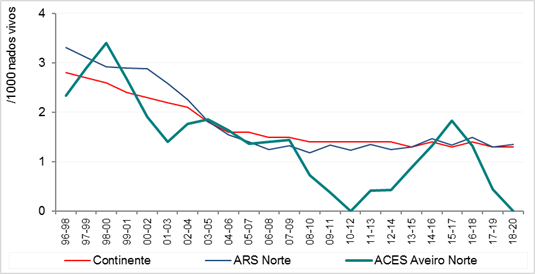 /1000 nados vivos
4
3
2
1
0
96-98 97-99 98-00 99-01 00-02 01-03 02-04 03-05 04-06 05-07 06-08 07-09 08-10 09-11 10-12 11-13 12-14 13-15 14-16 15-17 16-18 17-19 18-20
Continente ARS Norte ACES Aveiro Norte